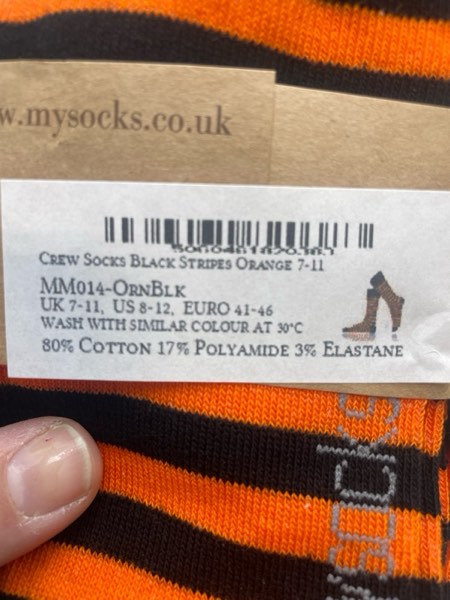 w.mysocks.co.uk
CREW SOCKS BLACK STRIPES ORANGE 7-11
MM014-ORNBLK
UK 7-11, US 8-12, EURO 41-46
WASH WITH SIMILAR COLOUR AT 30°C
80% COTTON 17% POLYAMIDE 3% ELASTANE
YSOCKS